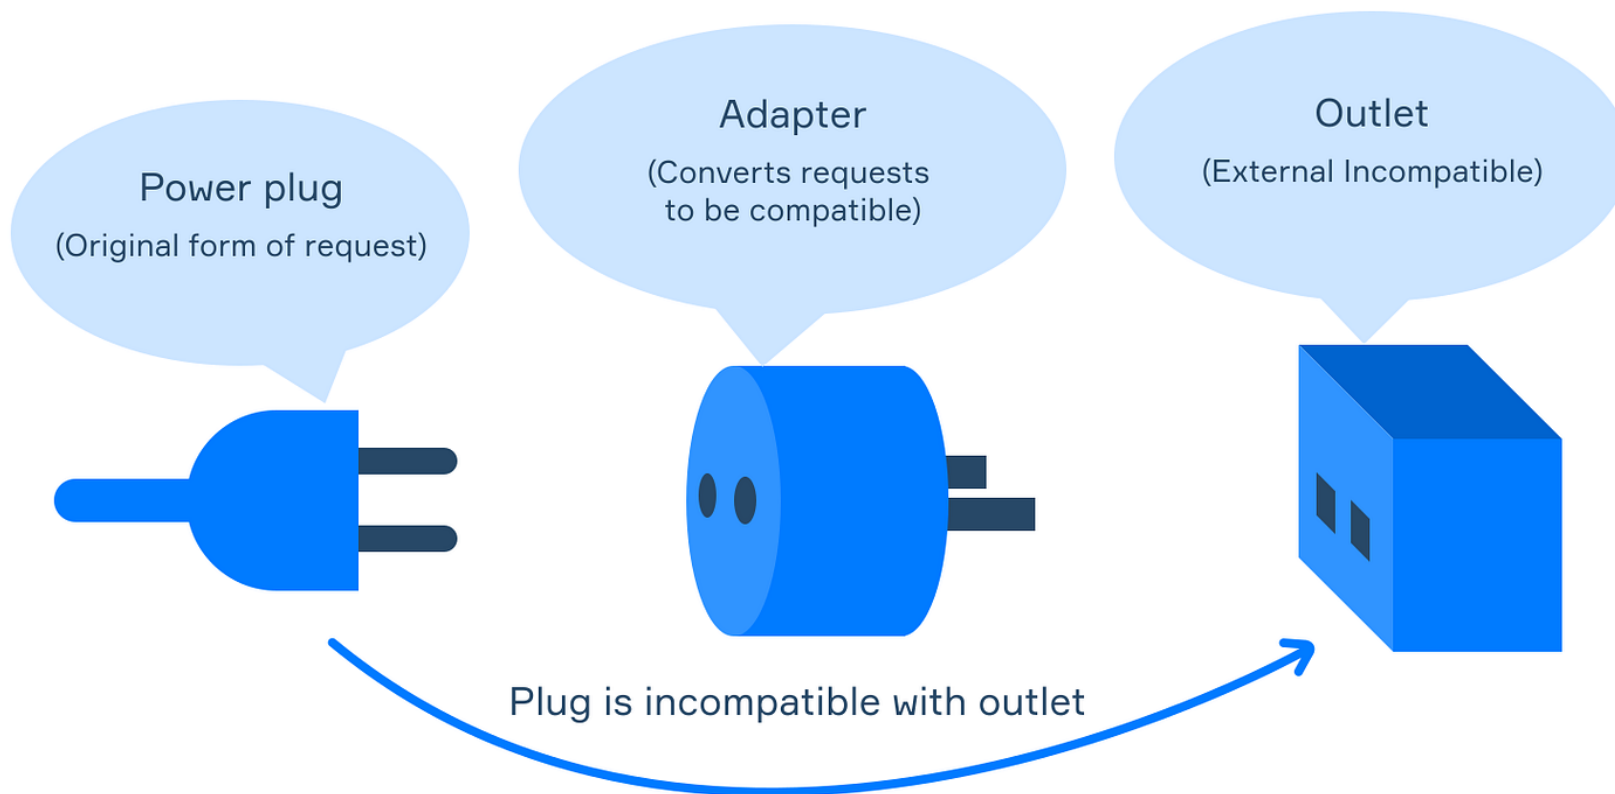 Power plug
(Original form of request)
Adapter
(Converts requests
to be compatible)
Outlet
(External Incompatible)
Plug is incompatible with outlet